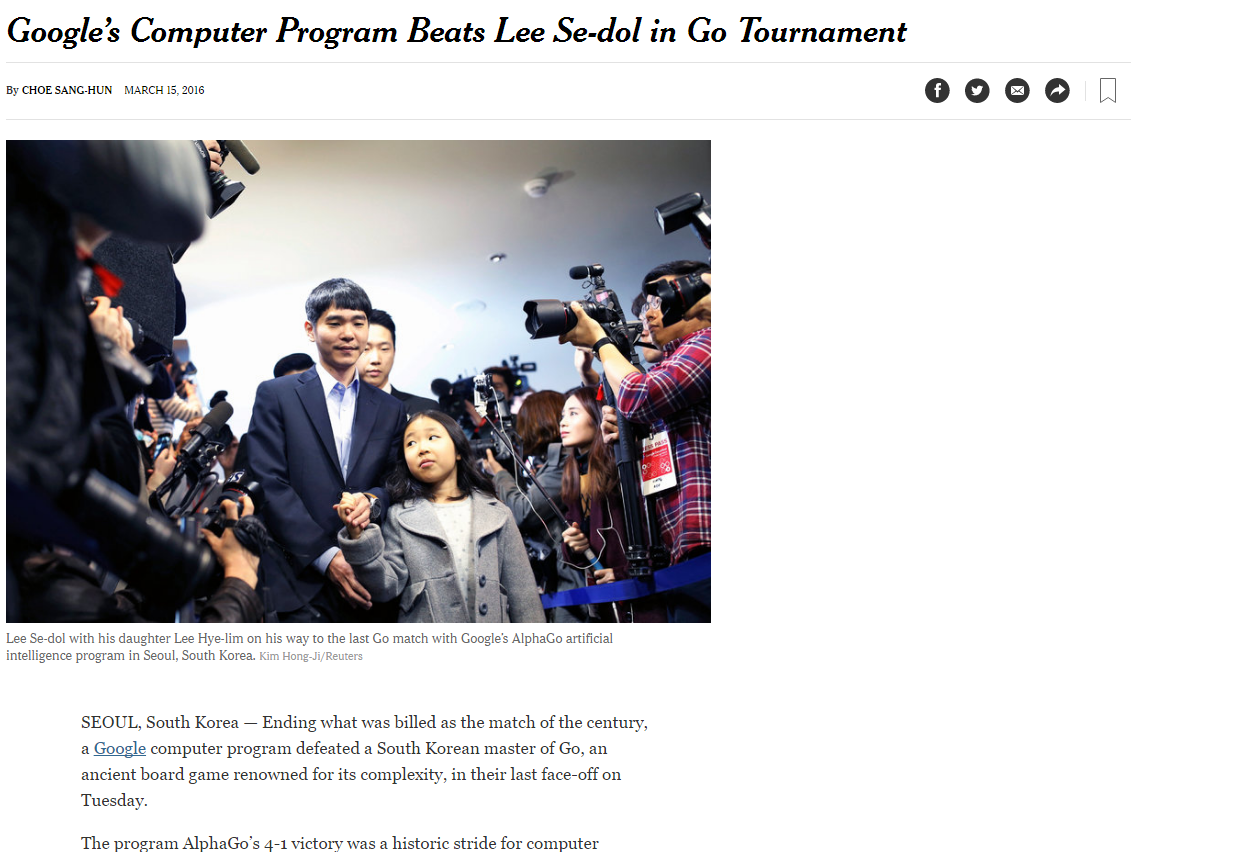 Google’s Computer Program Beats Lee Se-dol in Go Tournament
By CHOE SANG-HUN MARCH 15, 2016
Lee Se-dol with his daughter Lee Hye-lim on his way to the last Go match with Google’s AlphaGo artificial
intelligence program in Seoul, South Korea. Kim Hong-Ji/Reuters
SEOUL, South Korea — Ending what was billed as the match of the century,
a Google computer program defeated a South Korean master of Go, an
ancient board game renowned for its complexity, in their last face-off on
Tuesday.
The program AlphaGo’s 4-1 victory was a historic stride for computer